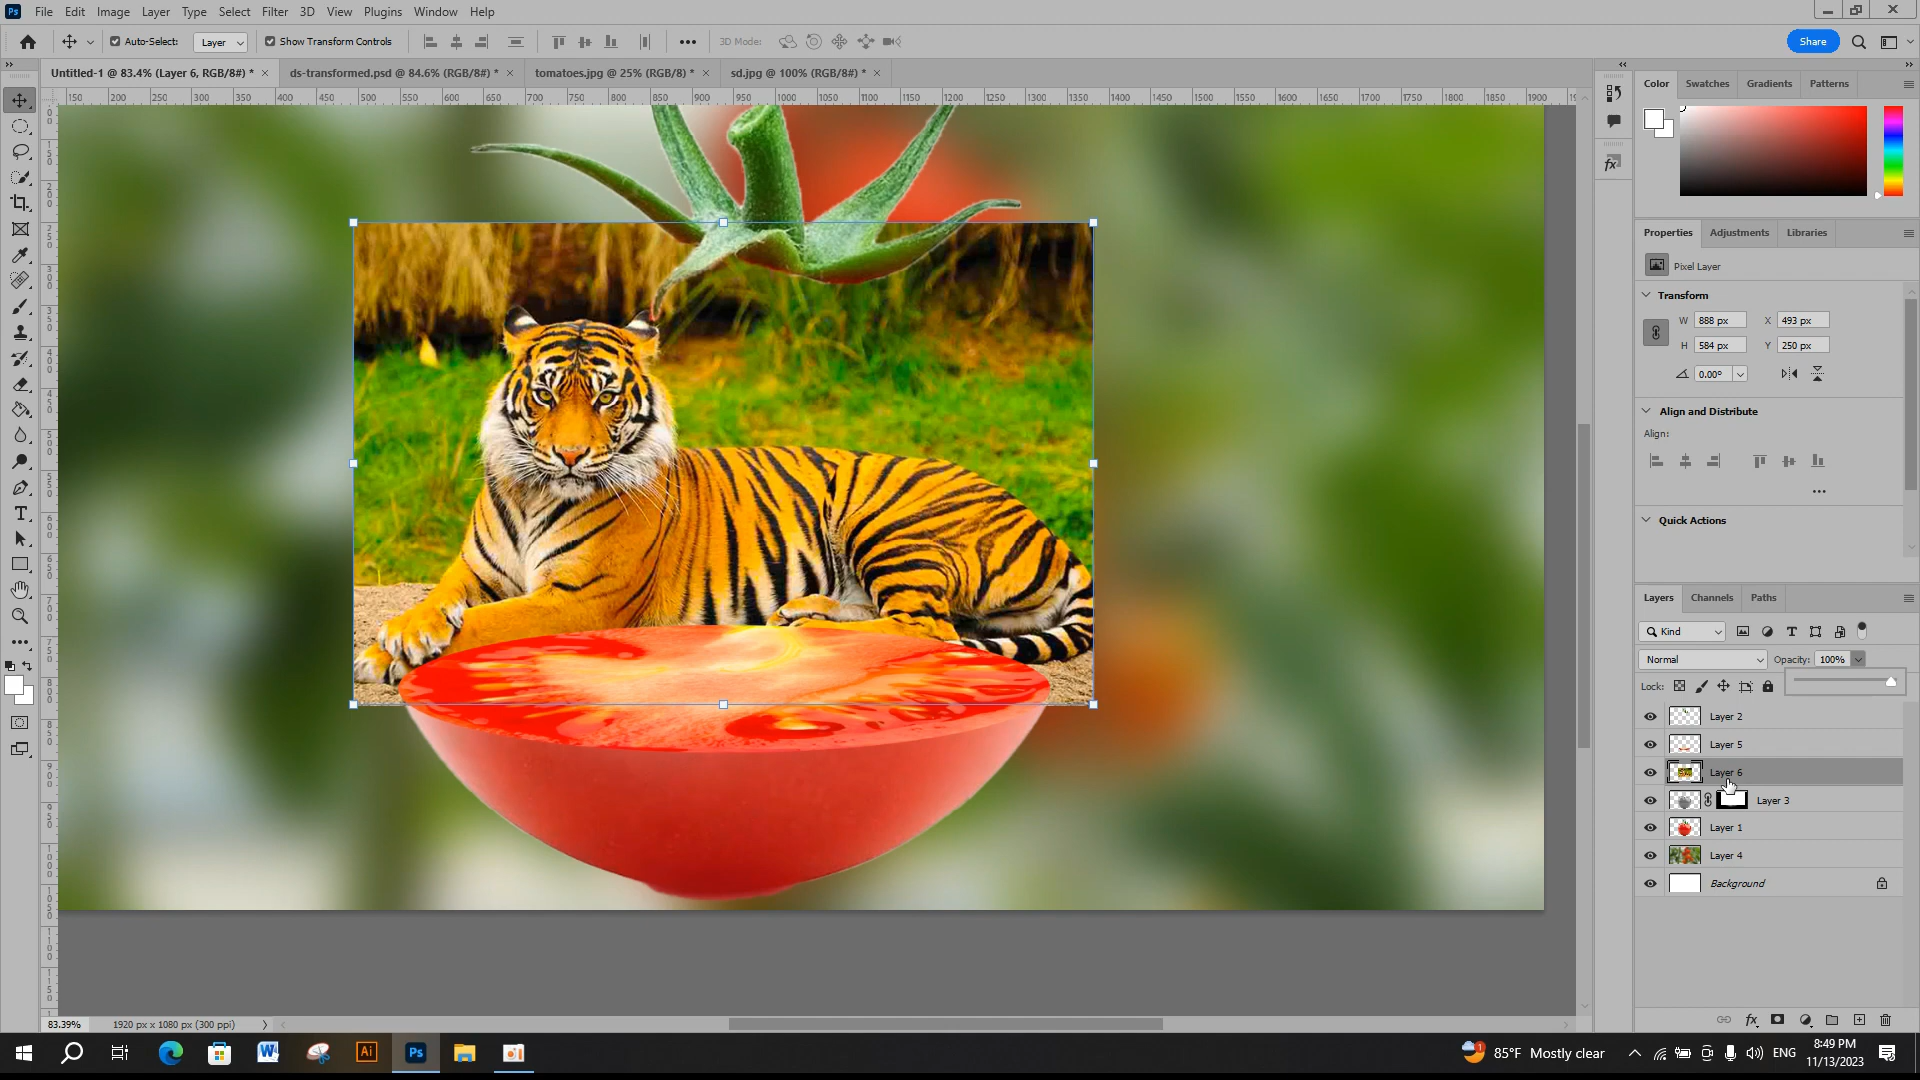 Ps File Edit Image Layer Type Select Filter 3D View Plugins Window Help
Auto-Select: Layer Show Transform Controls 3D Mode: Share
Untitled-1 @ 83.4% (Layer 6, RGB/8#) * ds-transformed.psd @ 84.6% (RGB/8#) * tomatoes.jpg @ 25% (RGB/8) * sd.jpg @ 100% (RGB/8#) *
150 200 250 300 350 400 450 500 550 600 650 700 750 800 850 900 950 1000 1050 1100 1150 1200 1250 1300 1350 1400 1450 1500 1550 1600 1650 1700 1750 1800 1850 1900
Color Swatches Gradients Patterns
Properties Adjustments Libraries
Pixel Layer
Transform
W 888 px X 493 px
H 584 px Y 250 px
0.00°
Align and Distribute
Align:
Quick Actions
Layers Channels Paths
Kind
Normal Opacity: 100%
Lock:
Layer 2
Layer 5
Layer 6
Layer 3
Layer 1
Layer 4
Background
fx
83.39% 1920 px x 1080 px (300 ppi)
Ai Ps 85°F Mostly clear ENG 8:49 PM
11/13/2023